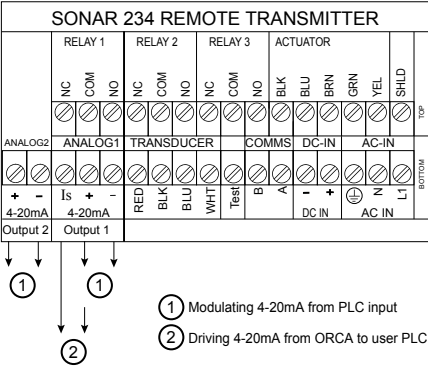 SONAR 234 REMOTE TRANSMITTER
RELAY 1 RELAY 2 RELAY 3 ACTUATOR
NC COM NO NC COM NO NC COM NO BLK BLU BRN GRN YEL SHLD
TOP
ANALOG2 ANALOG1 TRANSDUCER COMMS DC-IN AC-IN
BOTTOM
+ - Is + - RED BLK BLU WHT Test B A - + N L1
4-20mA 4-20mA DC IN AC IN
Output 2 Output 1
1 1
1 Modulating 4-20mA from PLC input
2 Driving 4-20mA from ORCA to user PLC
2